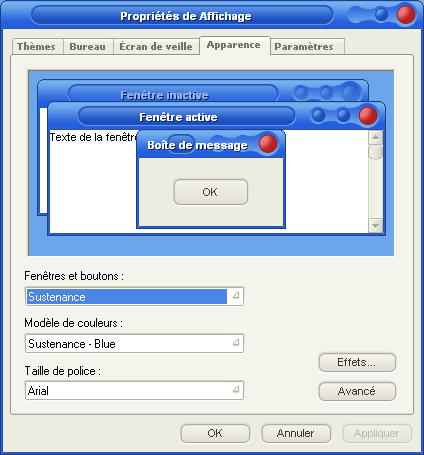 Propriétés de Affichage
Thèmes Bureau Écran de veille Apparence Paramètres
Fenêtre inactive
Fenêtre active
Texte de la fenêtre
Boîte de message
OK
Fenêtres et boutons :
Sustenance
Modèle de couleurs :
Sustenance - Blue
Taille de police :
Arial
Effets...
Avancé
OK Annuler Appliquer